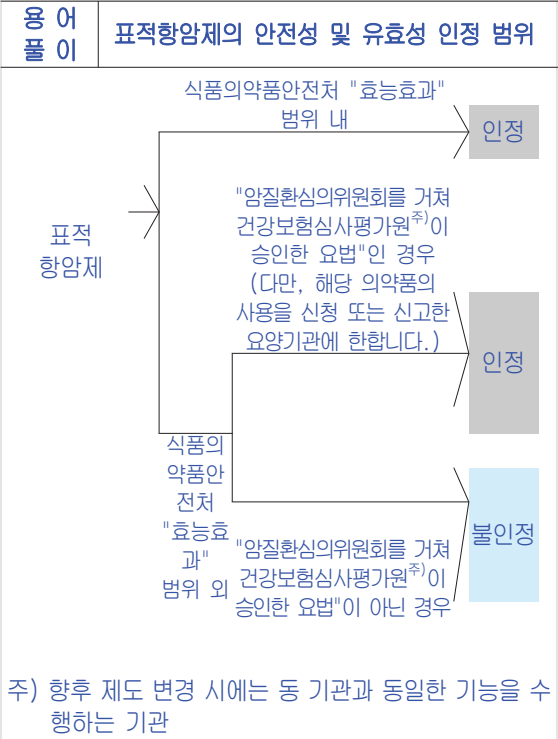 용 어
풀 이
표적항암제의 안전성 및 유효성 인정 범위
식품의약품안전처 "효능효과"
범위 내
인정
표적
항암제
"암질환심의위원회를 거쳐
건강보험심사평가원주)이
승인한 요법"인 경우
(다만, 해당 의약품의
사용을 신청 또는 신고한
요양기관에 한합니다.)
인정
식품의
약품안
전처
"효능효
과"
범위 외
"암질환심의위원회를 거쳐
건강보험심사평가원주)이
승인한 요법"이 아닌 경우
불인정
주) 향후 제도 변경 시에는 동 기관과 동일한 기능을 수
행하는 기관